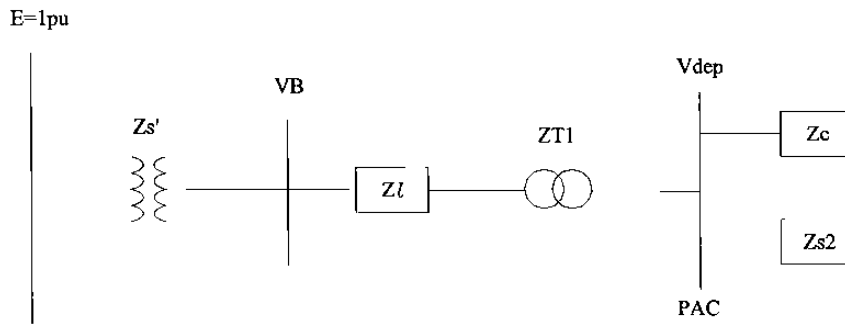 E=1pu
Vdep
VB
Zs'
ZT1
Zc
Zl
Zs2
PAC